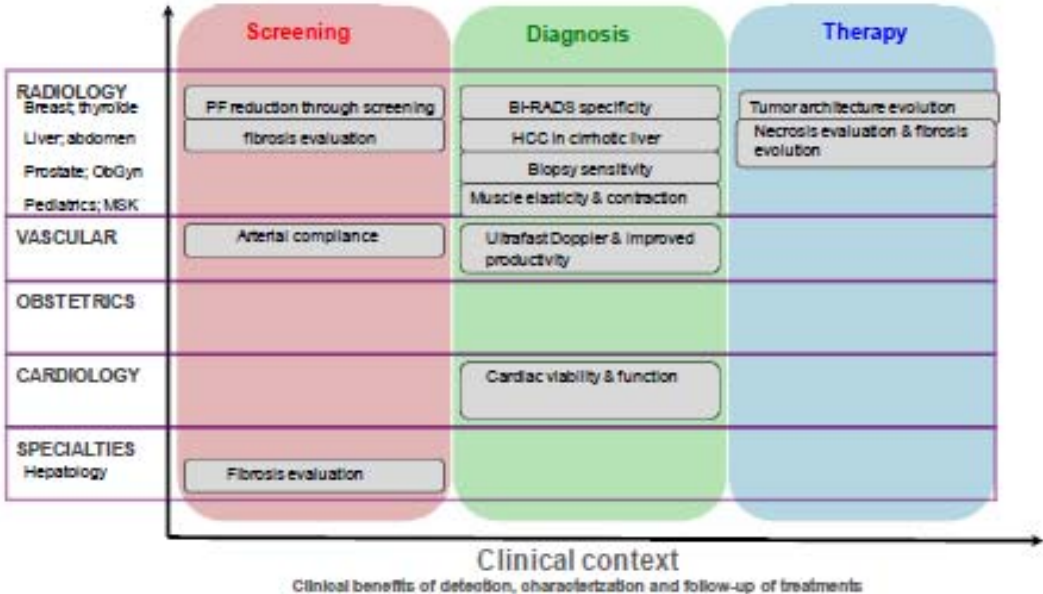 Screening
Diagnosis
Therapy
RADIOLOGY
Breast; thyroïde
PF reduction through screening
BI-RADS specificity
Tumor architecture evolution
Liver; abdomen
fibrosis evaluation
HCC in cirrhotic liver
Necrosis evaluation & fibrosis
evolution
Prostate; ObGyn
Biopsy sensitivity
Pediatrics; MSK
Muscle elasticity & contraction
VASCULAR
Arterial compliance
Ultrafast Doppler & improved
productivity
OBSTETRICS
CARDIOLOGY
Cardiac viability & function
SPECIALTIES
Hepatology
Fibrosis evaluation
Clinical context
Clinical benefits of detection, characterization and follow-up of treatments